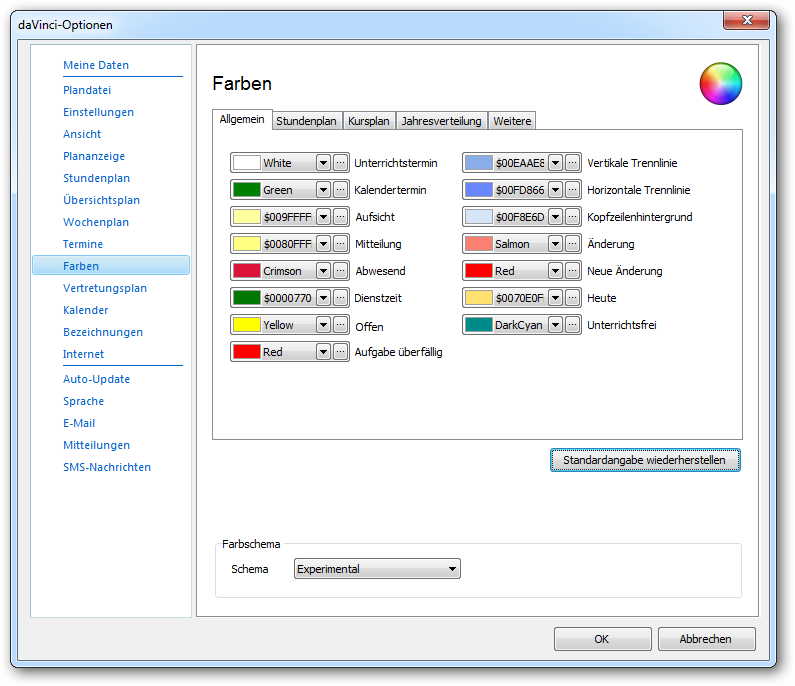 daVinci-Optionen
Meine Daten
Plandatei
Einstellungen
Ansicht
Plananzeige
Stundenplan
Übersichtsplan
Wochenplan
Termine
Farben
Vertretungsplan
Kalender
Bezeichnungen
Internet
Auto-Update
Sprache
E-Mail
Mitteilungen
SMS-Nachrichten
Farben
Allgemein Stundenplan Kursplan Jahresverteilung Weitere
White Unterrichtstermin $00EAAE8 Vertikale Trennlinie
Green Kalendertermin $00FD866 Horizontale Trennlinie
$009FFFF Aufsicht $00F8E6D Kopfzeilenhintergrund
$0080FFF Mitteilung Salmon Änderung
Crimson Abwesend Red Neue Änderung
$0000770 Dienstzeit $0070E0F Heute
Yellow Offen DarkCyan Unterrichtsfrei
Red Aufgabe überfällig
Standardangabe wiederherstellen
Farbschema
Schema Experimental
OK Abbrechen